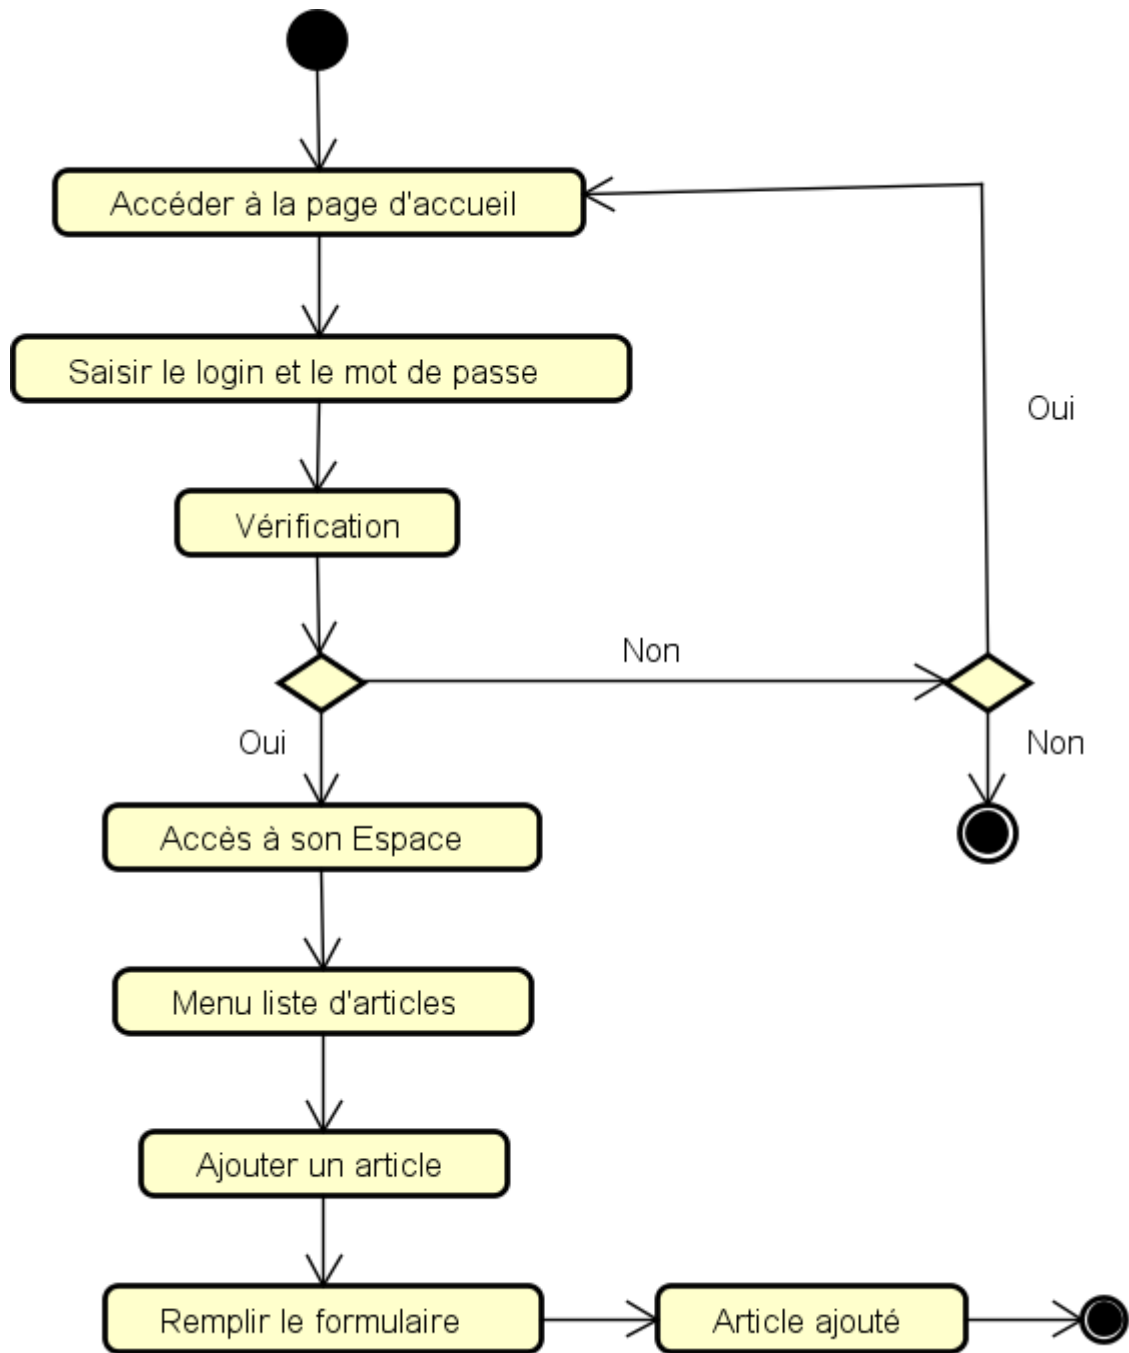 Accéder à la page d'accueil
Saisir le login et le mot de passe
Oui
Vérification
Non
Oui
Non
Accès à son Espace
Menu liste d'articles
Ajouter un article
Remplir le formulaire
Article ajouté